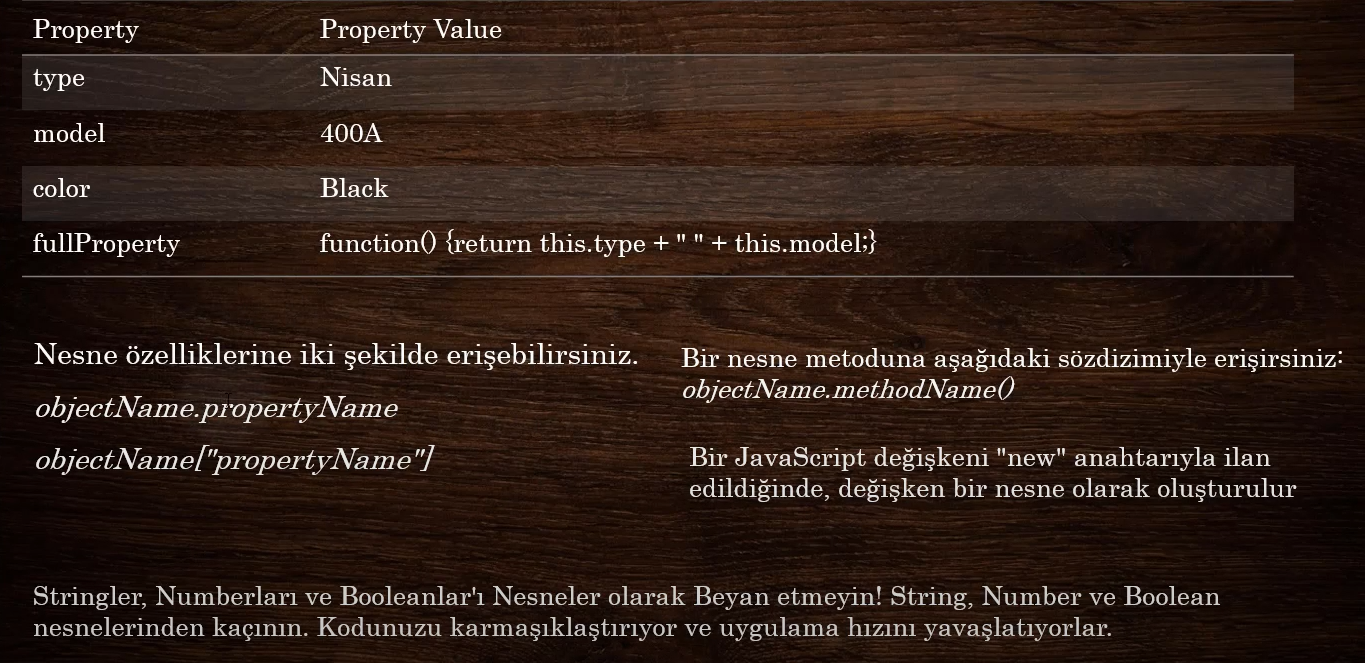 Property Property Value
type Nisan
model 400A
color Black
fullProperty function() {return this.type + " " + this.model;}
Nesne özelliklerine iki şekilde erişebilirsiniz.
objectName.propertyName
objectName["propertyName"]
Bir nesne metoduna aşağıdaki sözdizimiyle erişirsiniz:
objectName.methodName()
Bir JavaScript değişkeni "new" anahtarıyla ilan
edildiğinde, değişken bir nesne olarak oluşturulur
Stringler, Numberları ve Booleanlar'ı Nesneler olarak Beyan etmeyin! String, Number ve Boolean
nesnelerinden kaçının. Kodunuzu karmaşıklaştırıyor ve uygulama hızını yavaşlatıyorlar.